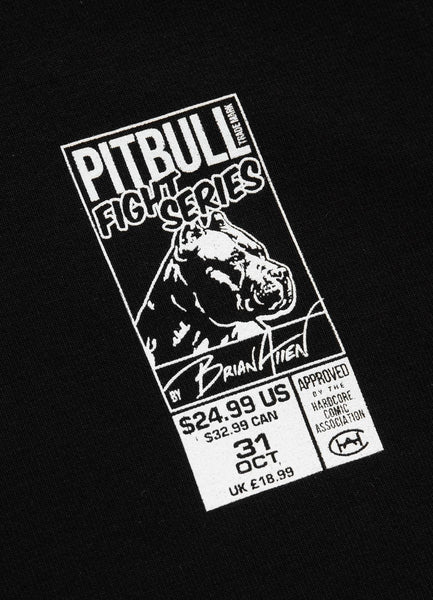 PITBULL
TRADE MARK
FIGHT
SERIES
BY BRIAN ALLEN
$24.99 US
$32.99 CAN
31
OCT
UK £18.99
APPROVED
BY THE
HARDCORE
COMIC
ASSOCIATION